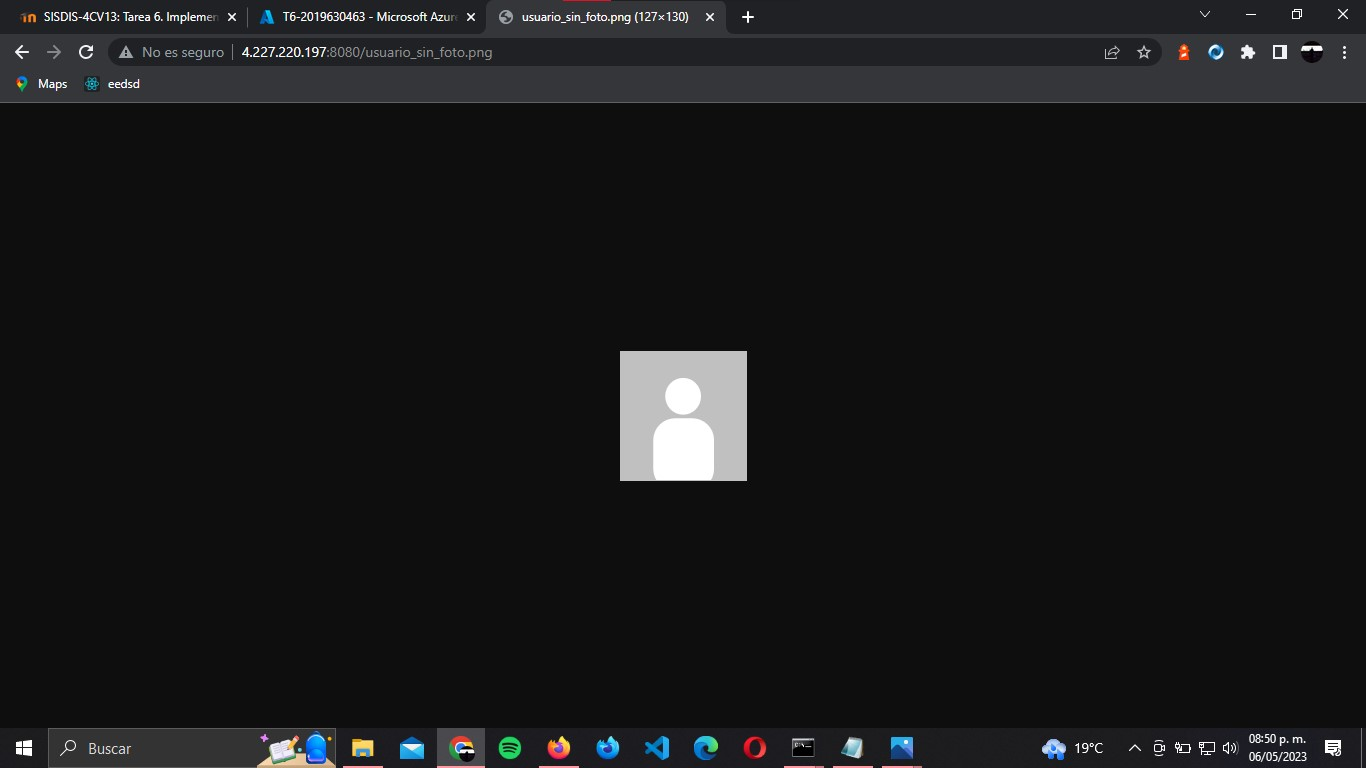 SISDIS-4CV13: Tarea 6. Implemen
T6-2019630463 - Microsoft Azure
usuario_sin_foto.png (127×130)
No es seguro
4.227.220.197:8080/usuario_sin_foto.png
Maps
eedsd
Buscar
19°C
08:50 p. m.
06/05/2023